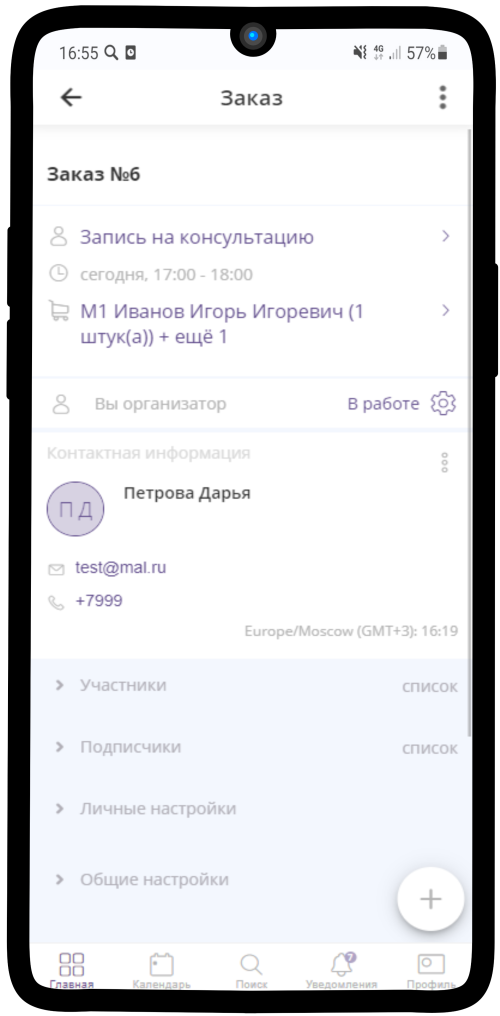 16:55
4G
57%
Заказ
Заказ №6
Запись на консультацию
сегодня, 17:00 - 18:00
М1 Иванов Игорь Игоревич (1
штук(а)) + ещё 1
Вы организатор
В работе
Контактная информация
П Д
Петрова Дарья
test@mal.ru
+7999
Europe/Moscow (GMT+3): 16:19
Участники
список
Подписчики
список
Личные настройки
Общие настройки
7
Главная
Календарь
Поиск
Уведомления
Профиль